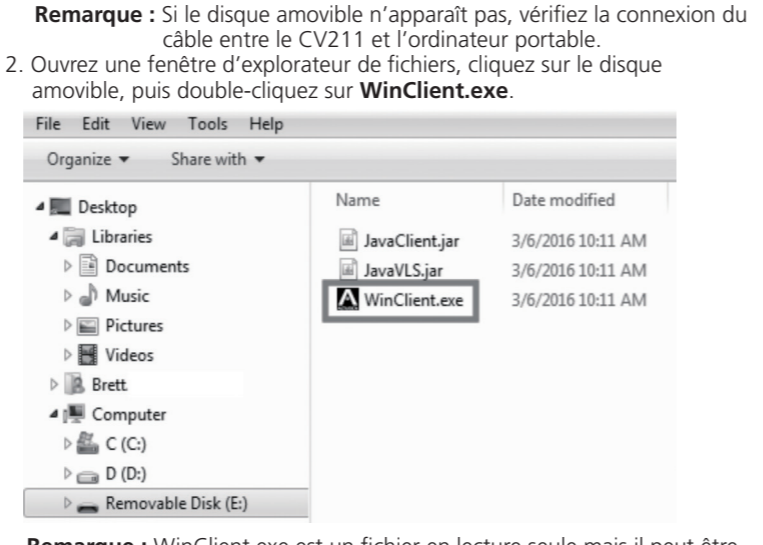 Remarque : Si le disque amovible n’apparaît pas, vérifiez la connexion du
câble entre le CV211 et l’ordinateur portable.
2. Ouvrez une fenêtre d’explorateur de fichiers, cliquez sur le disque
amovible, puis double-cliquez sur WinClient.exe.
File Edit View Tools Help
Organize Share with
Name Date modified
Desktop
Libraries
Documents
Music
Pictures
Videos
Brett
Computer
C (C:)
D (D:)
Removable Disk (E:)
JavaClient.jar 3/6/2016 10:11 AM
JavaVLS.jar 3/6/2016 10:11 AM
WinClient.exe 3/6/2016 10:11 AM
Remarque : WinClient.exe est un fichier en lecture seule mais il peut être